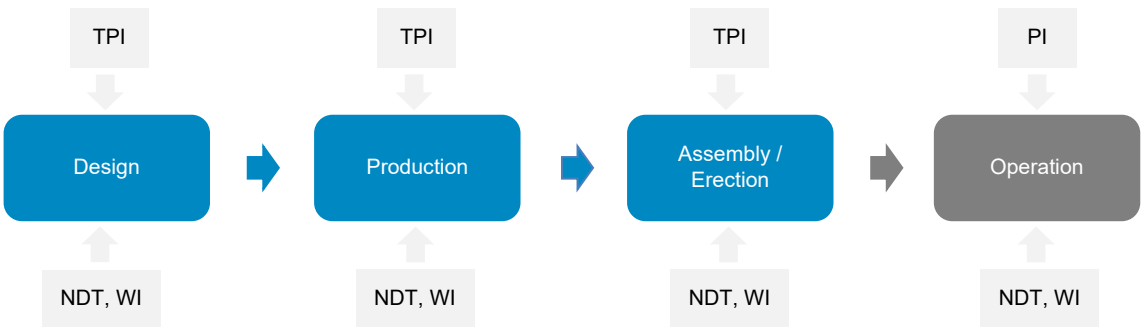 TPI
TPI
TPI
PI
Design
Production
Assembly /
Erection
Operation
NDT, WI
NDT, WI
NDT, WI
NDT, WI